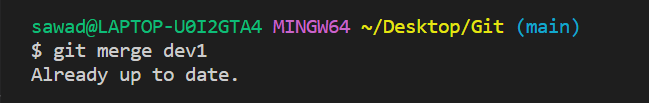 sawad@LAPTOP-U0I2GTA4 MINGW64 ~/Desktop/Git (main)
$ git merge dev1
Already up to date.